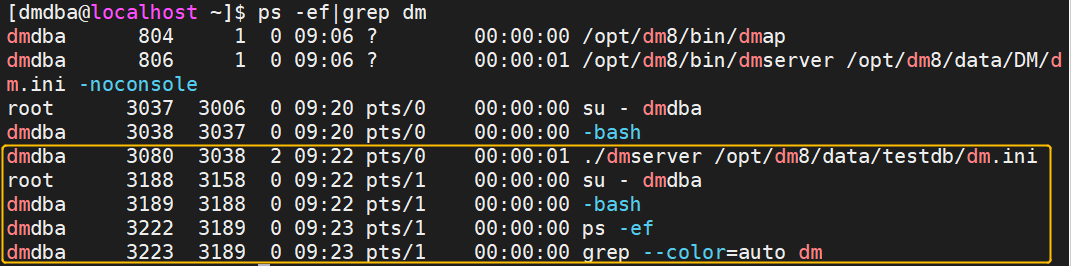 [dmdba@localhost ~]$ ps -ef|grep dm
dmdba 804 1 0 09:06 ? 00:00:00 /opt/dm8/bin/dmap
dmdba 806 1 0 09:06 ? 00:00:01 /opt/dm8/bin/dmserver /opt/dm8/data/DM/d
m.ini -noconsole
root 3037 3006 0 09:20 pts/0 00:00:00 su - dmdba
dmdba 3038 3037 0 09:20 pts/0 00:00:00 -bash
dmdba 3080 3038 2 09:22 pts/0 00:00:01 ./dmserver /opt/dm8/data/testdb/dm.ini
root 3188 3158 0 09:22 pts/1 00:00:00 su - dmdba
dmdba 3189 3188 0 09:22 pts/1 00:00:00 -bash
dmdba 3222 3189 0 09:23 pts/1 00:00:00 ps -ef
dmdba 3223 3189 0 09:23 pts/1 00:00:00 grep --color=auto dm